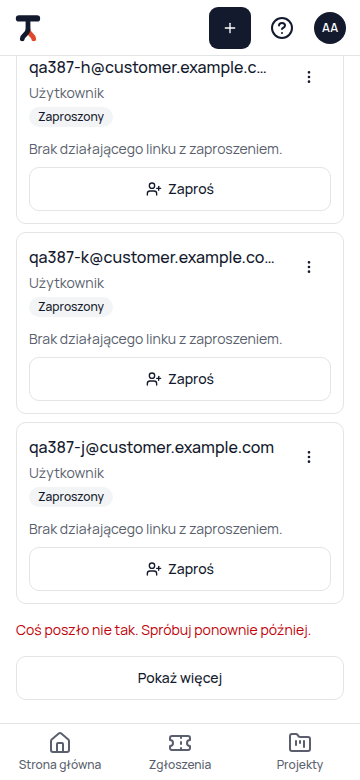 AA
qa387-h@customer.example.c...
Użytkownik
Zaproszony
Brak działającego linku z zaproszeniem.
Zaproś
qa387-k@customer.example.co...
Użytkownik
Zaproszony
Brak działającego linku z zaproszeniem.
Zaproś
qa387-j@customer.example.com
Użytkownik
Zaproszony
Brak działającego linku z zaproszeniem.
Zaproś
Coś poszło nie tak. Spróbuj ponownie później.
Pokaż więcej
Strona główna
Zgłoszenia
Projekty